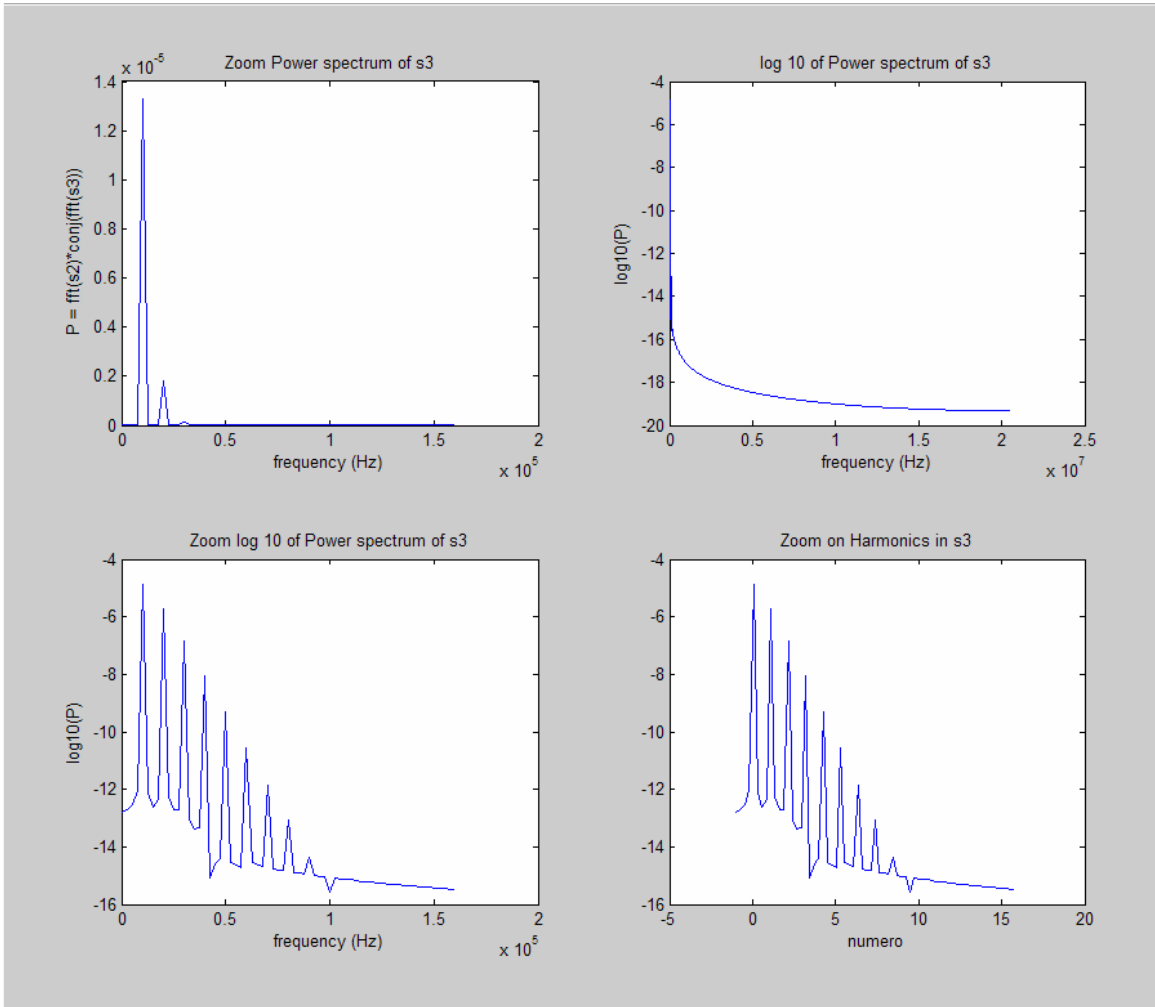 Zoom Power spectrum of s3
x 10^-5
1.4
1.2
1
0.8
0.6
0.4
0.2
0
P = fft(s2)*conj(fft(s3))
0 0.5 1 1.5 2
frequency (Hz)
x 10^5
log 10 of Power spectrum of s3
-4
-6
-8
-10
-12
-14
-16
-18
-20
log10(P)
0 0.5 1 1.5 2 2.5
frequency (Hz)
x 10^7
Zoom log 10 of Power spectrum of s3
-4
-6
-8
-10
-12
-14
-16
log10(P)
0 0.5 1 1.5 2
frequency (Hz)
x 10^5
Zoom on Harmonics in s3
-4
-6
-8
-10
-12
-14
-16
-5 0 5 10 15 20
numero